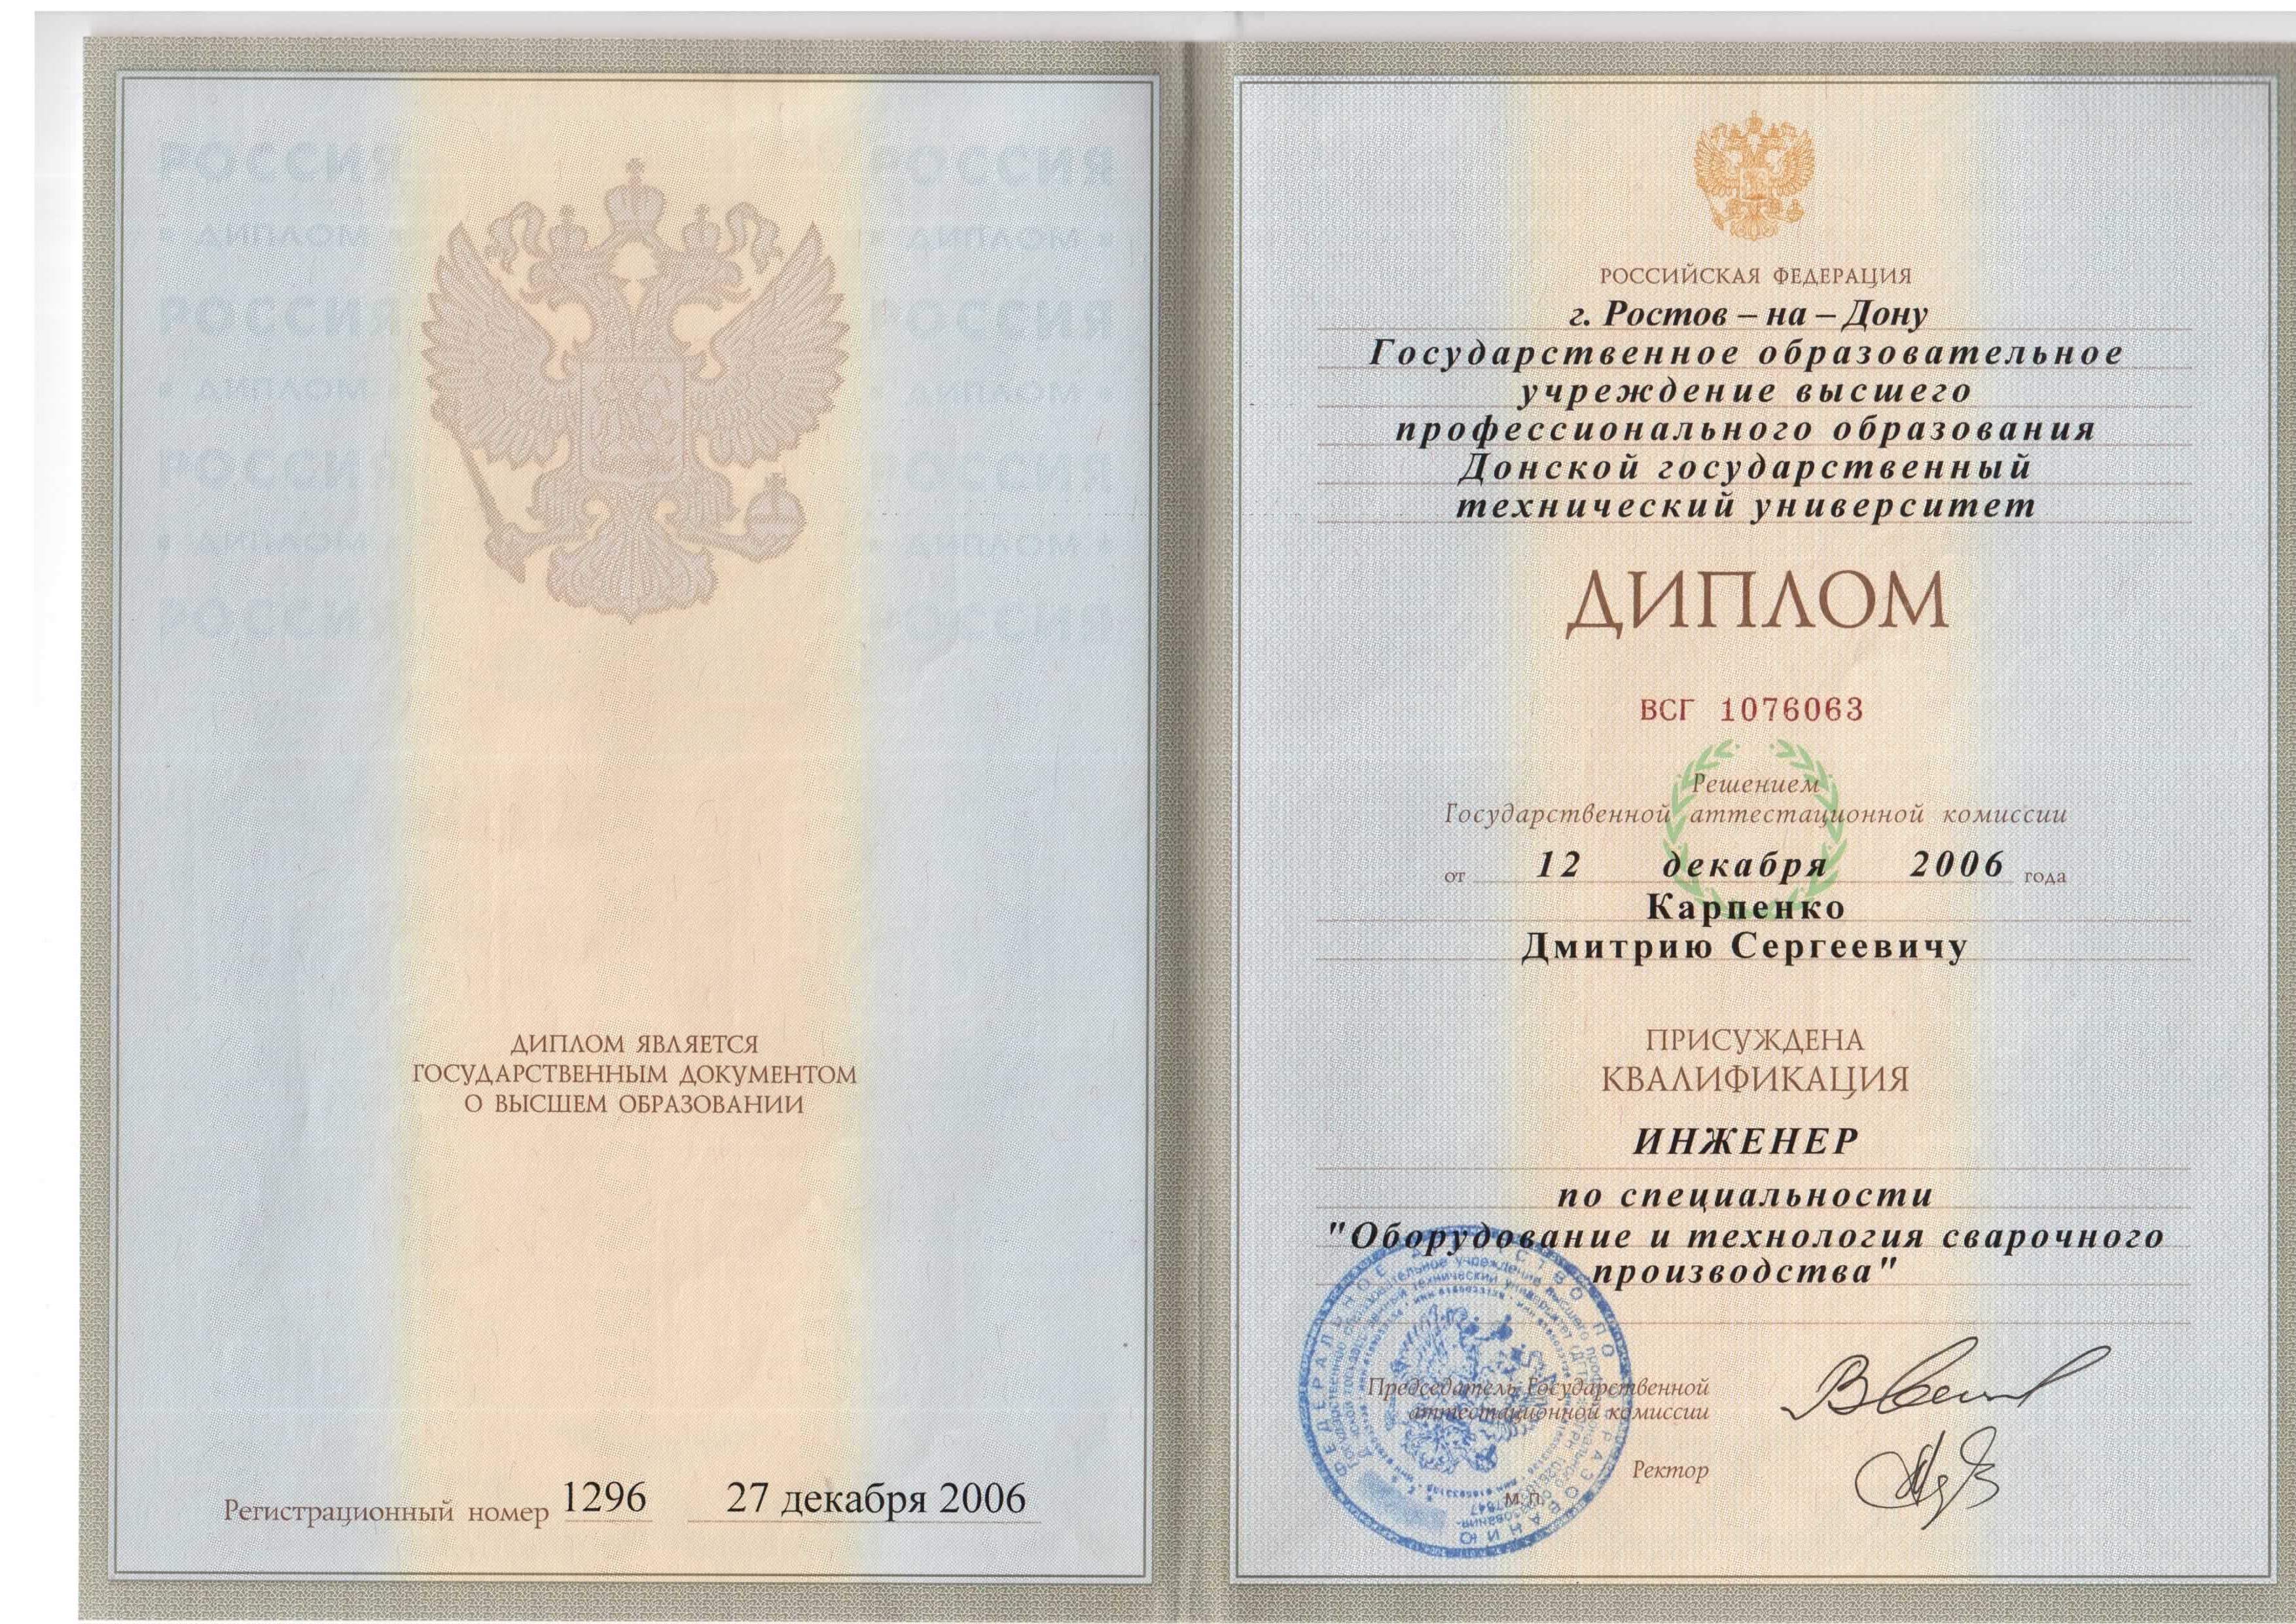 РОССИЯ РОССИЯ
ДИПЛОМ ДИПЛОМ
РОССИЯ РОССИЯ
ДИПЛОМ ДИПЛОМ
РОССИЯ РОССИЯ
ДИПЛОМ ДИПЛОМ
РОССИЯ РОССИЯ
ДИПЛОМ ЯВЛЯЕТСЯ
ГОСУДАРСТВЕННЫМ ДОКУМЕНТОМ
О ВЫСШЕМ ОБРАЗОВАНИИ
Регистрационный номер 1296 27 декабря 2006
РОССИЙСКАЯ ФЕДЕРАЦИЯ
г. Ростов – на – Дону
Государственное образовательное
учреждение высшего
профессионального образования
Донской государственный
технический университет
ДИПЛОМ
ВСГ 1076063
Решением
Государственной аттестационной комиссии
от 12 декабря 2006 года
Карпенко
Дмитрию Сергеевичу
ПРИСУЖДЕНА
КВАЛИФИКАЦИЯ
ИНЖЕНЕР
по специальности
"Оборудование и технология сварочного
производства"
Председатель Государственной
аттестационной комиссии
Ректор
М.П.